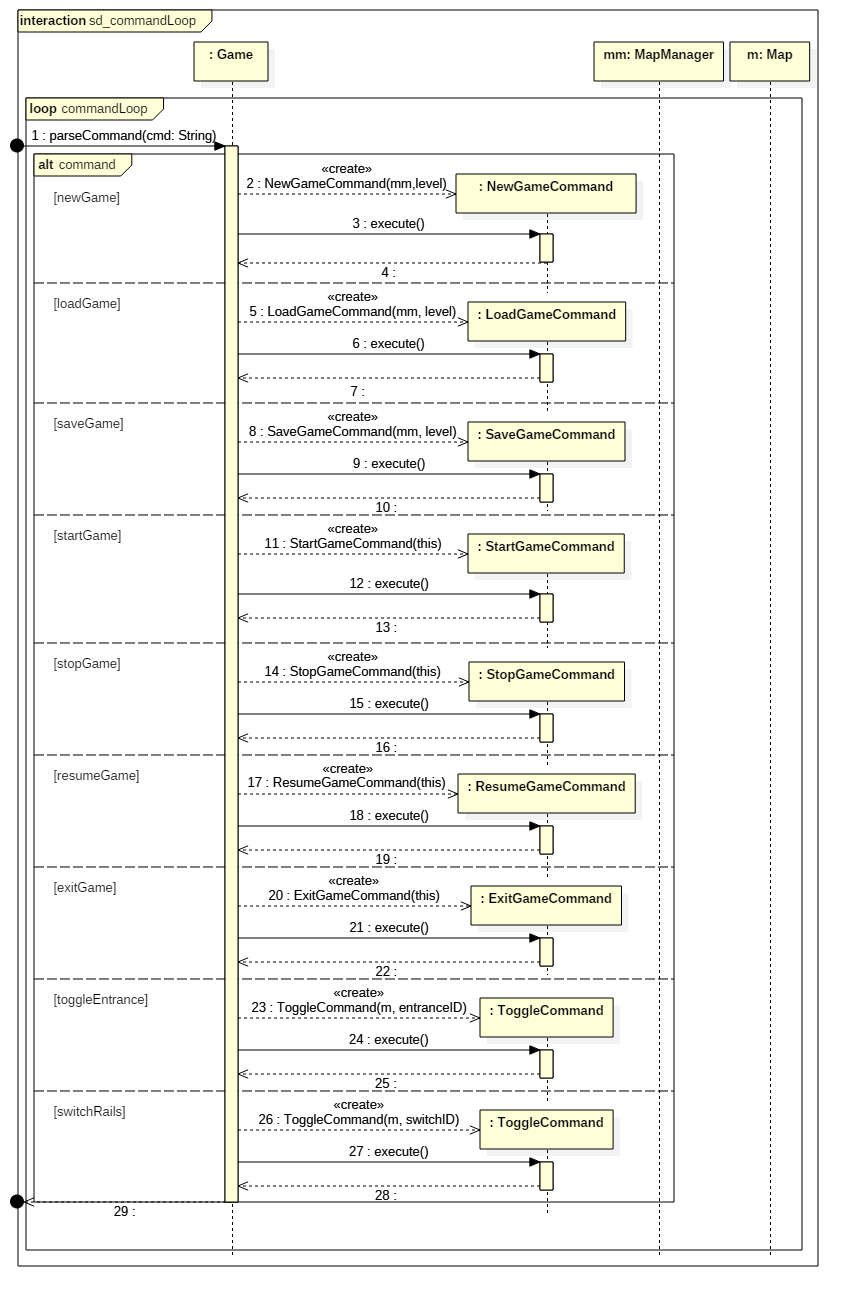 interaction sd_commandLoop
: Game
mm: MapManager
m: Map
loop commandLoop
1 : parseCommand(cmd: String)
alt command
[newGame]
«create»
2 : NewGameCommand(mm,level)
: NewGameCommand
3 : execute()
4 :
[loadGame]
«create»
5 : LoadGameCommand(mm, level)
: LoadGameCommand
6 : execute()
7 :
[saveGame]
«create»
8 : SaveGameCommand(mm, level)
: SaveGameCommand
9 : execute()
10 :
[startGame]
«create»
11 : StartGameCommand(this)
: StartGameCommand
12 : execute()
13 :
[stopGame]
«create»
14 : StopGameCommand(this)
: StopGameCommand
15 : execute()
16 :
[resumeGame]
«create»
17 : ResumeGameCommand(this)
: ResumeGameCommand
18 : execute()
19 :
[exitGame]
«create»
20 : ExitGameCommand(this)
: ExitGameCommand
21 : execute()
22 :
[toggleEntrance]
«create»
23 : ToggleCommand(m, entranceID)
: ToggleCommand
24 : execute()
25 :
[switchRails]
«create»
26 : ToggleCommand(m, switchID)
: ToggleCommand
27 : execute()
28 :
29 :